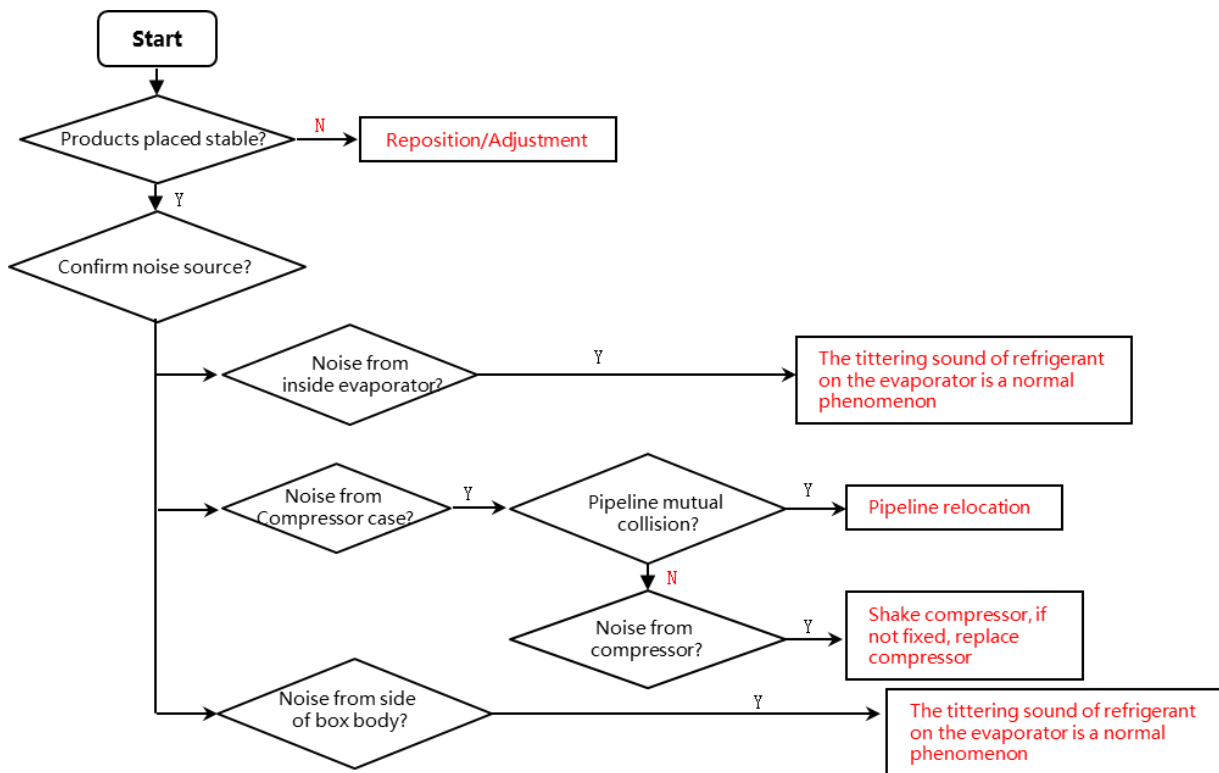 Start
Products placed stable?
N
Reposition/Adjustment
Y
Confirm noise source?
Noise from
inside evaporator?
Y
The tittering sound of refrigerant
on the evaporator is a normal
phenomenon
Noise from
Compressor case?
Y
Pipeline mutual
collision?
Y
Pipeline relocation
N
Noise from
compressor?
Y
Shake compressor, if
not fixed, replace
compressor
Noise from side
of box body?
Y
The tittering sound of refrigerant
on the evaporator is a normal
phenomenon